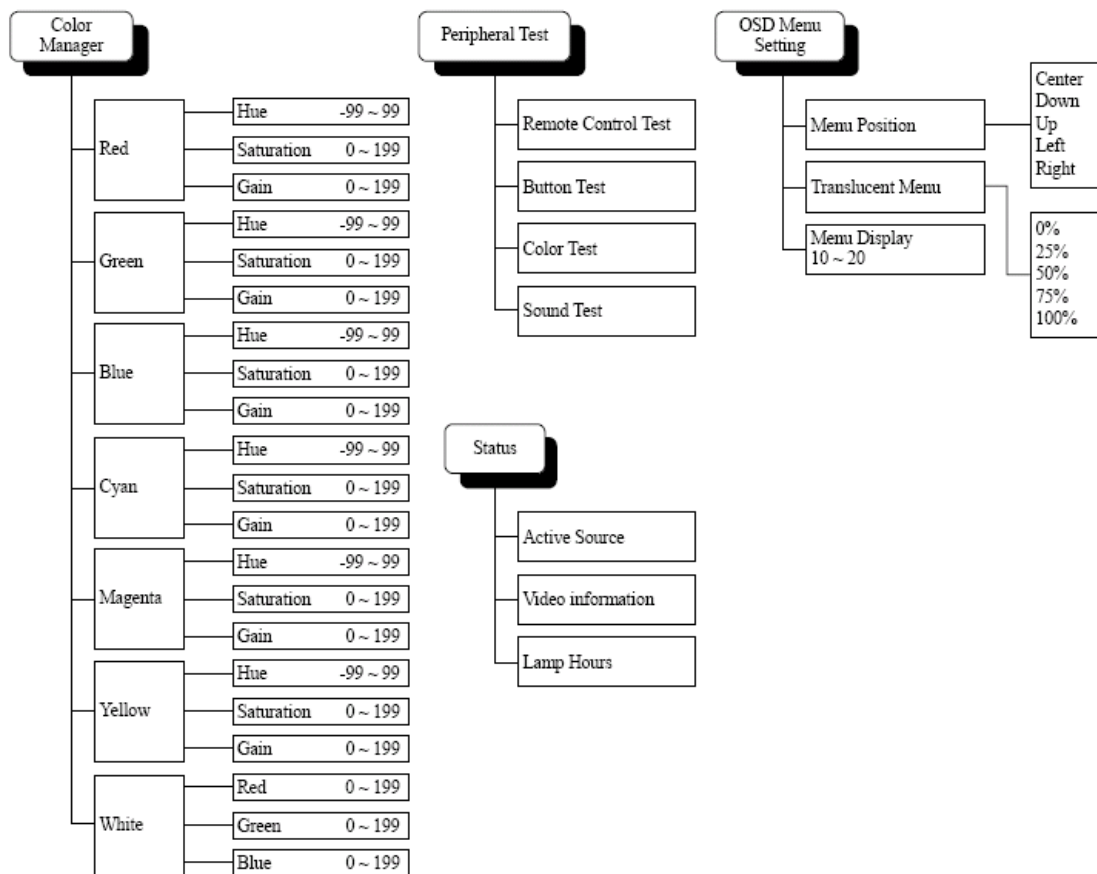 Color
Manager
Red
Hue -99 ~ 99
Saturation 0 ~ 199
Gain 0 ~ 199
Green
Hue -99 ~ 99
Saturation 0 ~ 199
Gain 0 ~ 199
Blue
Hue -99 ~ 99
Saturation 0 ~ 199
Gain 0 ~ 199
Cyan
Hue -99 ~ 99
Saturation 0 ~ 199
Gain 0 ~ 199
Magenta
Hue -99 ~ 99
Saturation 0 ~ 199
Gain 0 ~ 199
Yellow
Hue -99 ~ 99
Saturation 0 ~ 199
Gain 0 ~ 199
White
Red 0 ~ 199
Green 0 ~ 199
Blue 0 ~ 199
Peripheral Test
Remote Control Test
Button Test
Color Test
Sound Test
Status
Active Source
Video information
Lamp Hours
OSD Menu
Setting
Menu Position
Center
Down
Up
Left
Right
Translucent Menu
0%
25%
50%
75%
100%
Menu Display
10 ~ 20